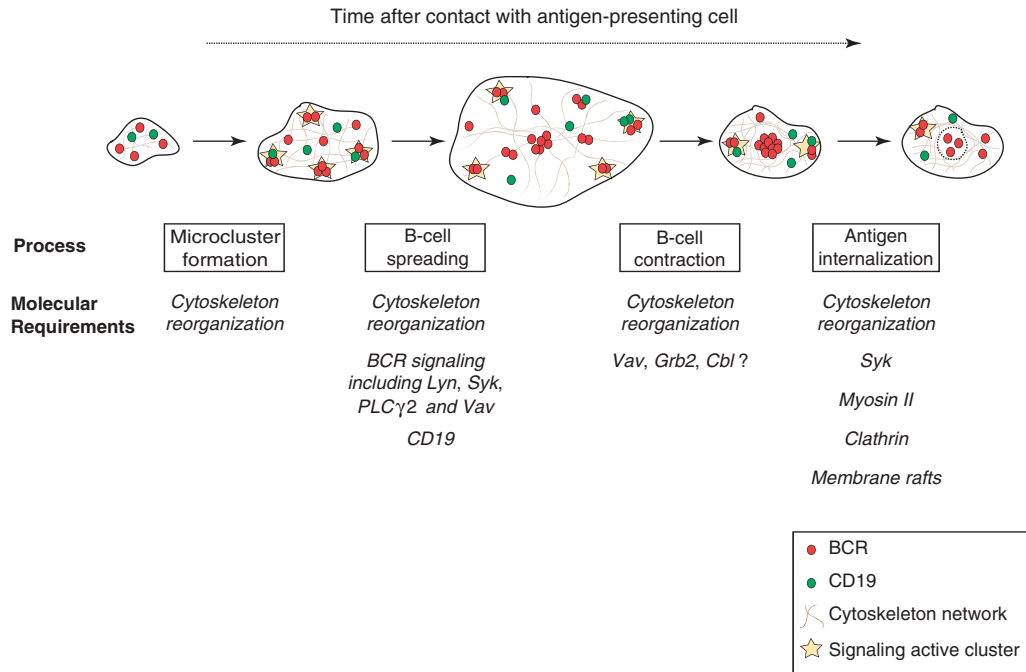 Time after contact with antigen-presenting cell
Process
Microcluster
formation
B-cell
spreading
B-cell
contraction
Antigen
internalization
Molecular
Requirements
Cytoskeleton
reorganization
Cytoskeleton
reorganization
BCR signaling
including Lyn, Syk,
PLCγ2 and Vav
CD19
Cytoskeleton
reorganization
Vav, Grb2, Cbl ?
Cytoskeleton
reorganization
Syk
Myosin II
Clathrin
Membrane rafts
BCR
CD19
Cytoskeleton network
Signaling active cluster